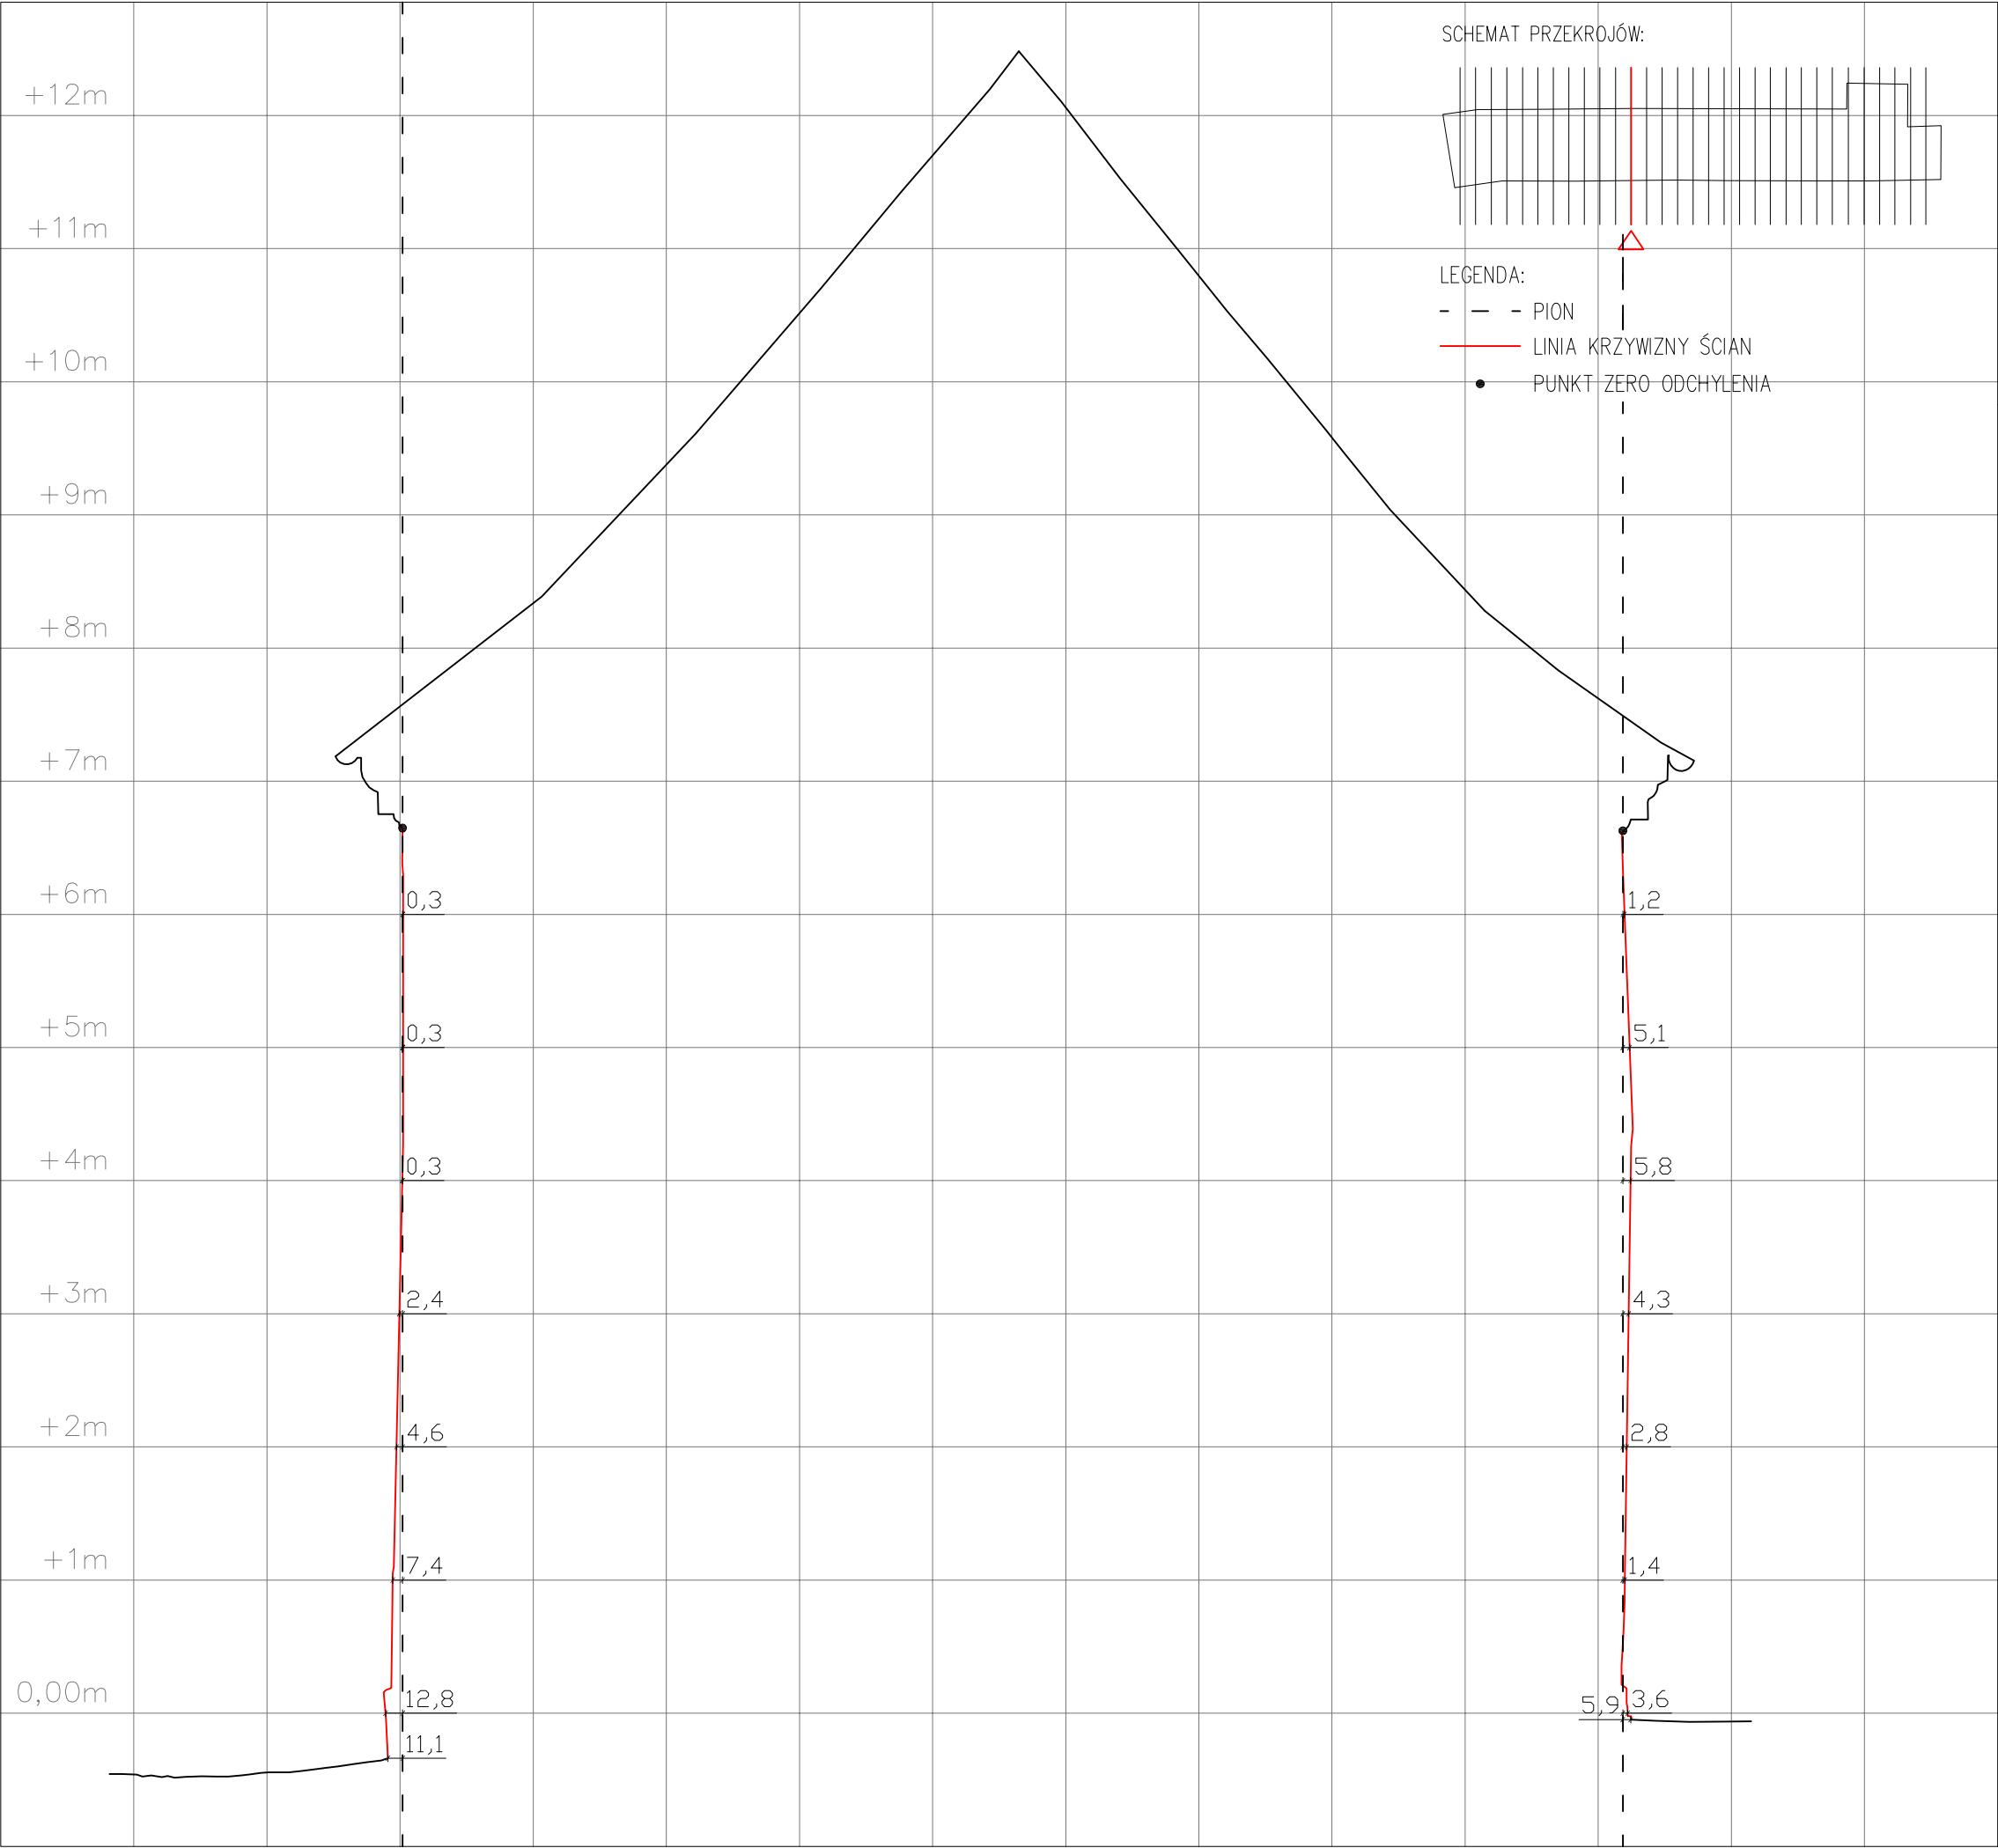 SCHEMAT PRZEKROJÓW:
+12m
+11m
LEGENDA:
PION
LINIA KRZYWIZNY ŚCIAN
+10m
PUNKT ZERO ODCHYLENIA
+9m
+8m
+7m
+6m 0,3 1,2
+5m 0,3 5,1
+4m 0,3 5,8
+3m 2,4 4,3
+2m 4,6 2,8
+1m 7,4 1,4
0,00m 12,8 5,9 3,6
11,1